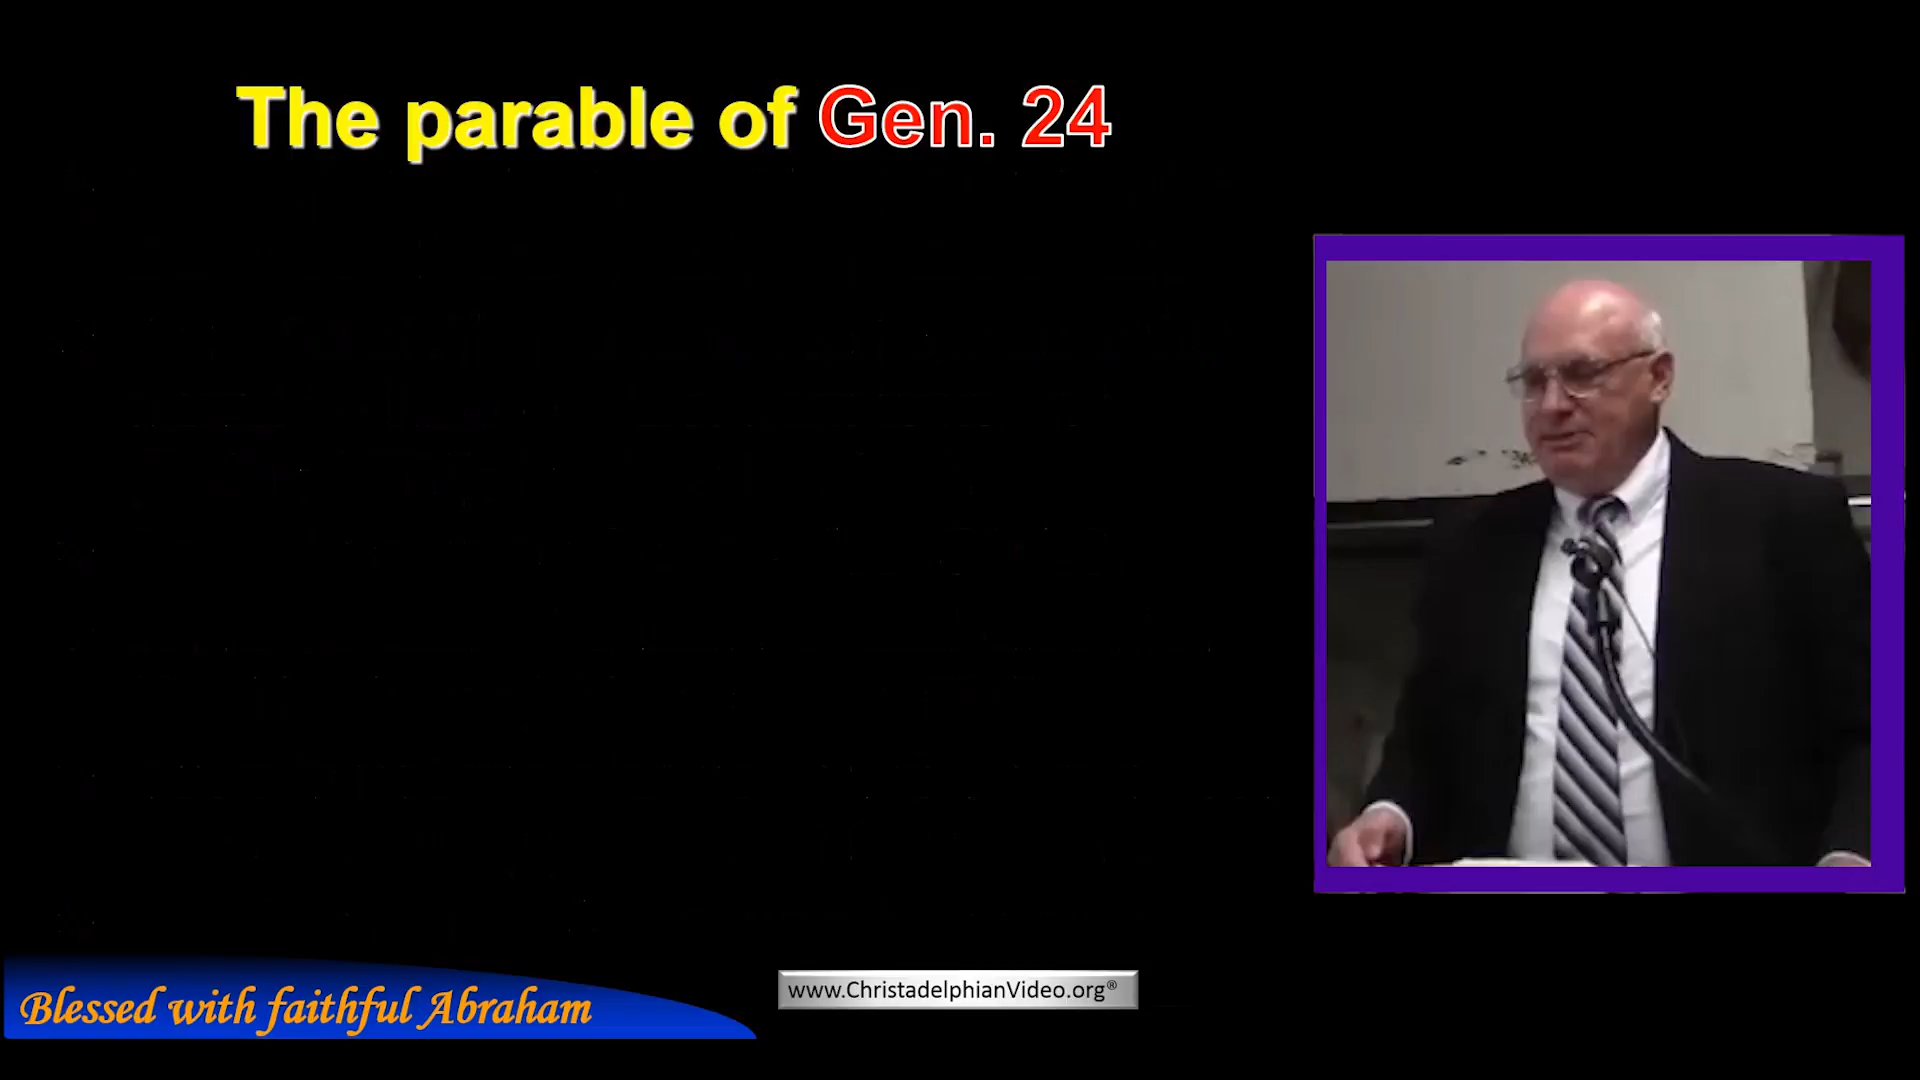 The parable of Gen. 24
Blessed with faithful Abraham
www.ChristadelphianVideo.org®